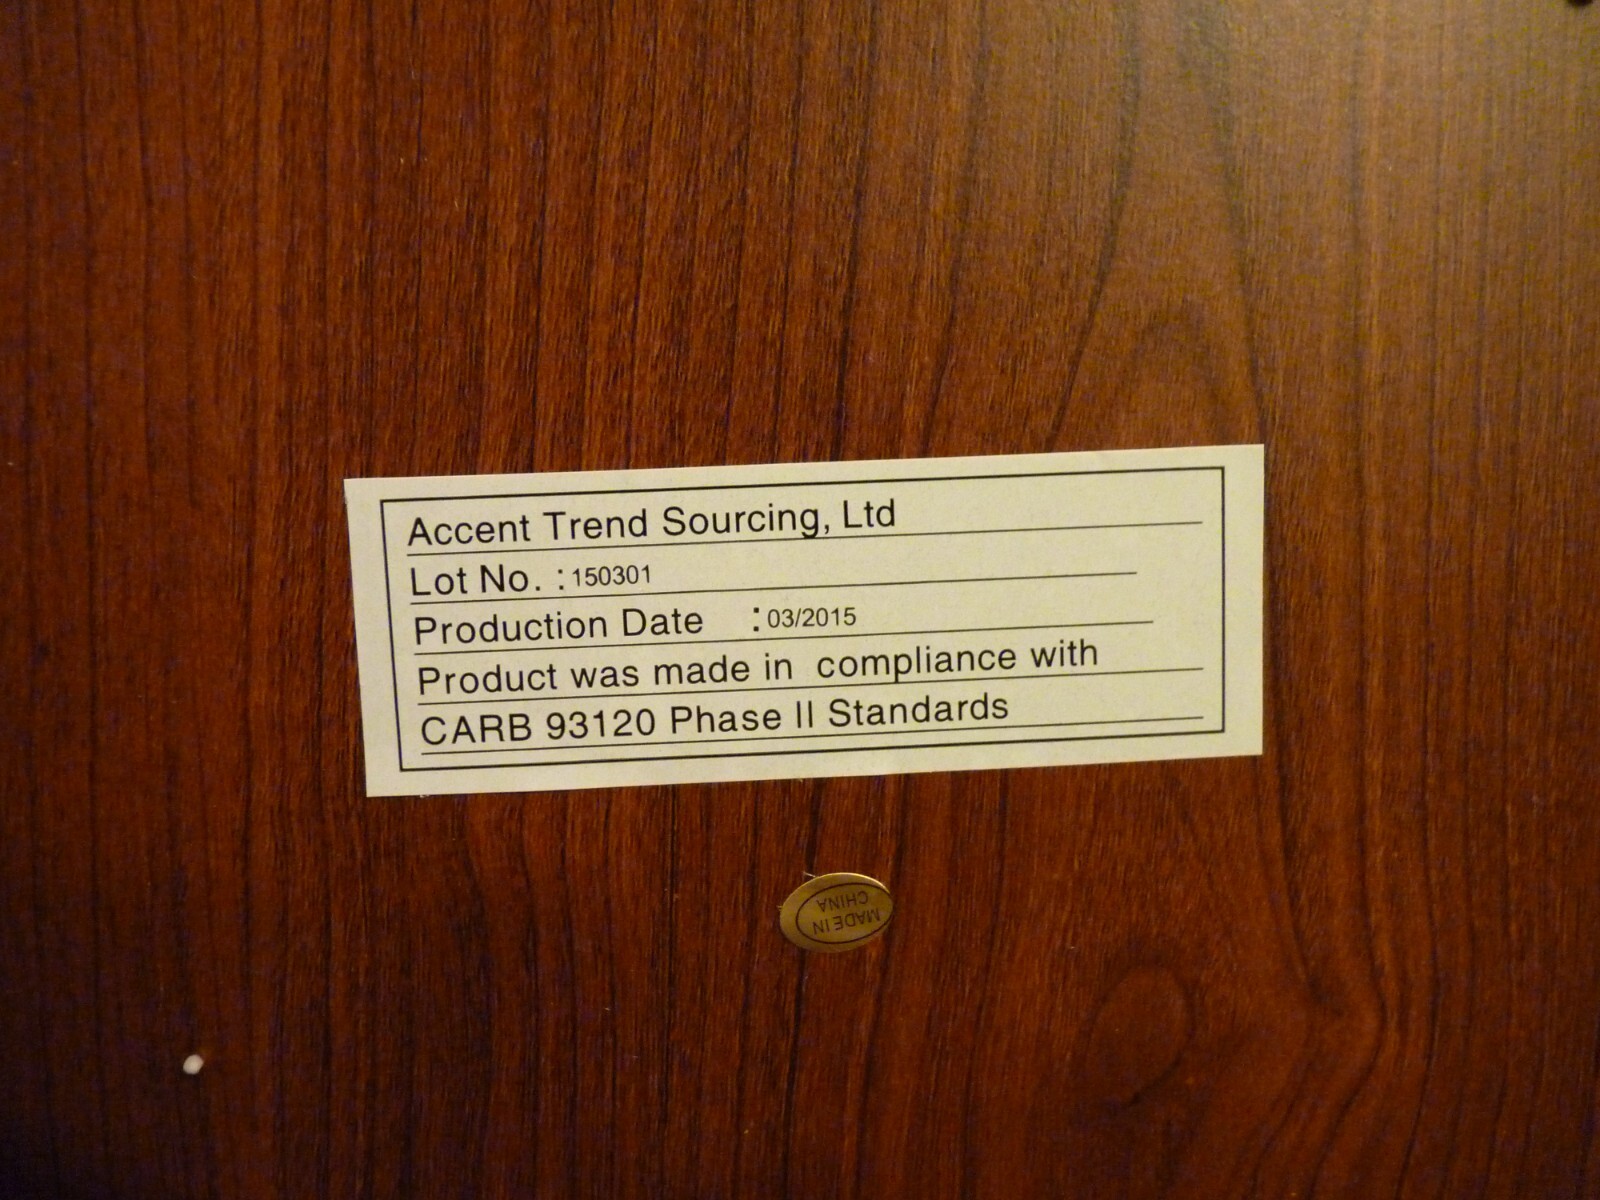 Accent Trend Sourcing, Ltd
Lot No. : 150301
Production Date : 03/2015
Product was made in compliance with
CARB 93120 Phase II Standards
MADE IN
CHINA